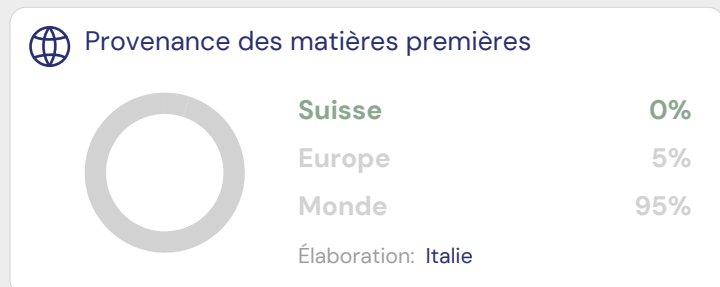 Provenance des matières premières
Suisse 0%
Europe 5%
Monde 95%
Élaboration: Italie